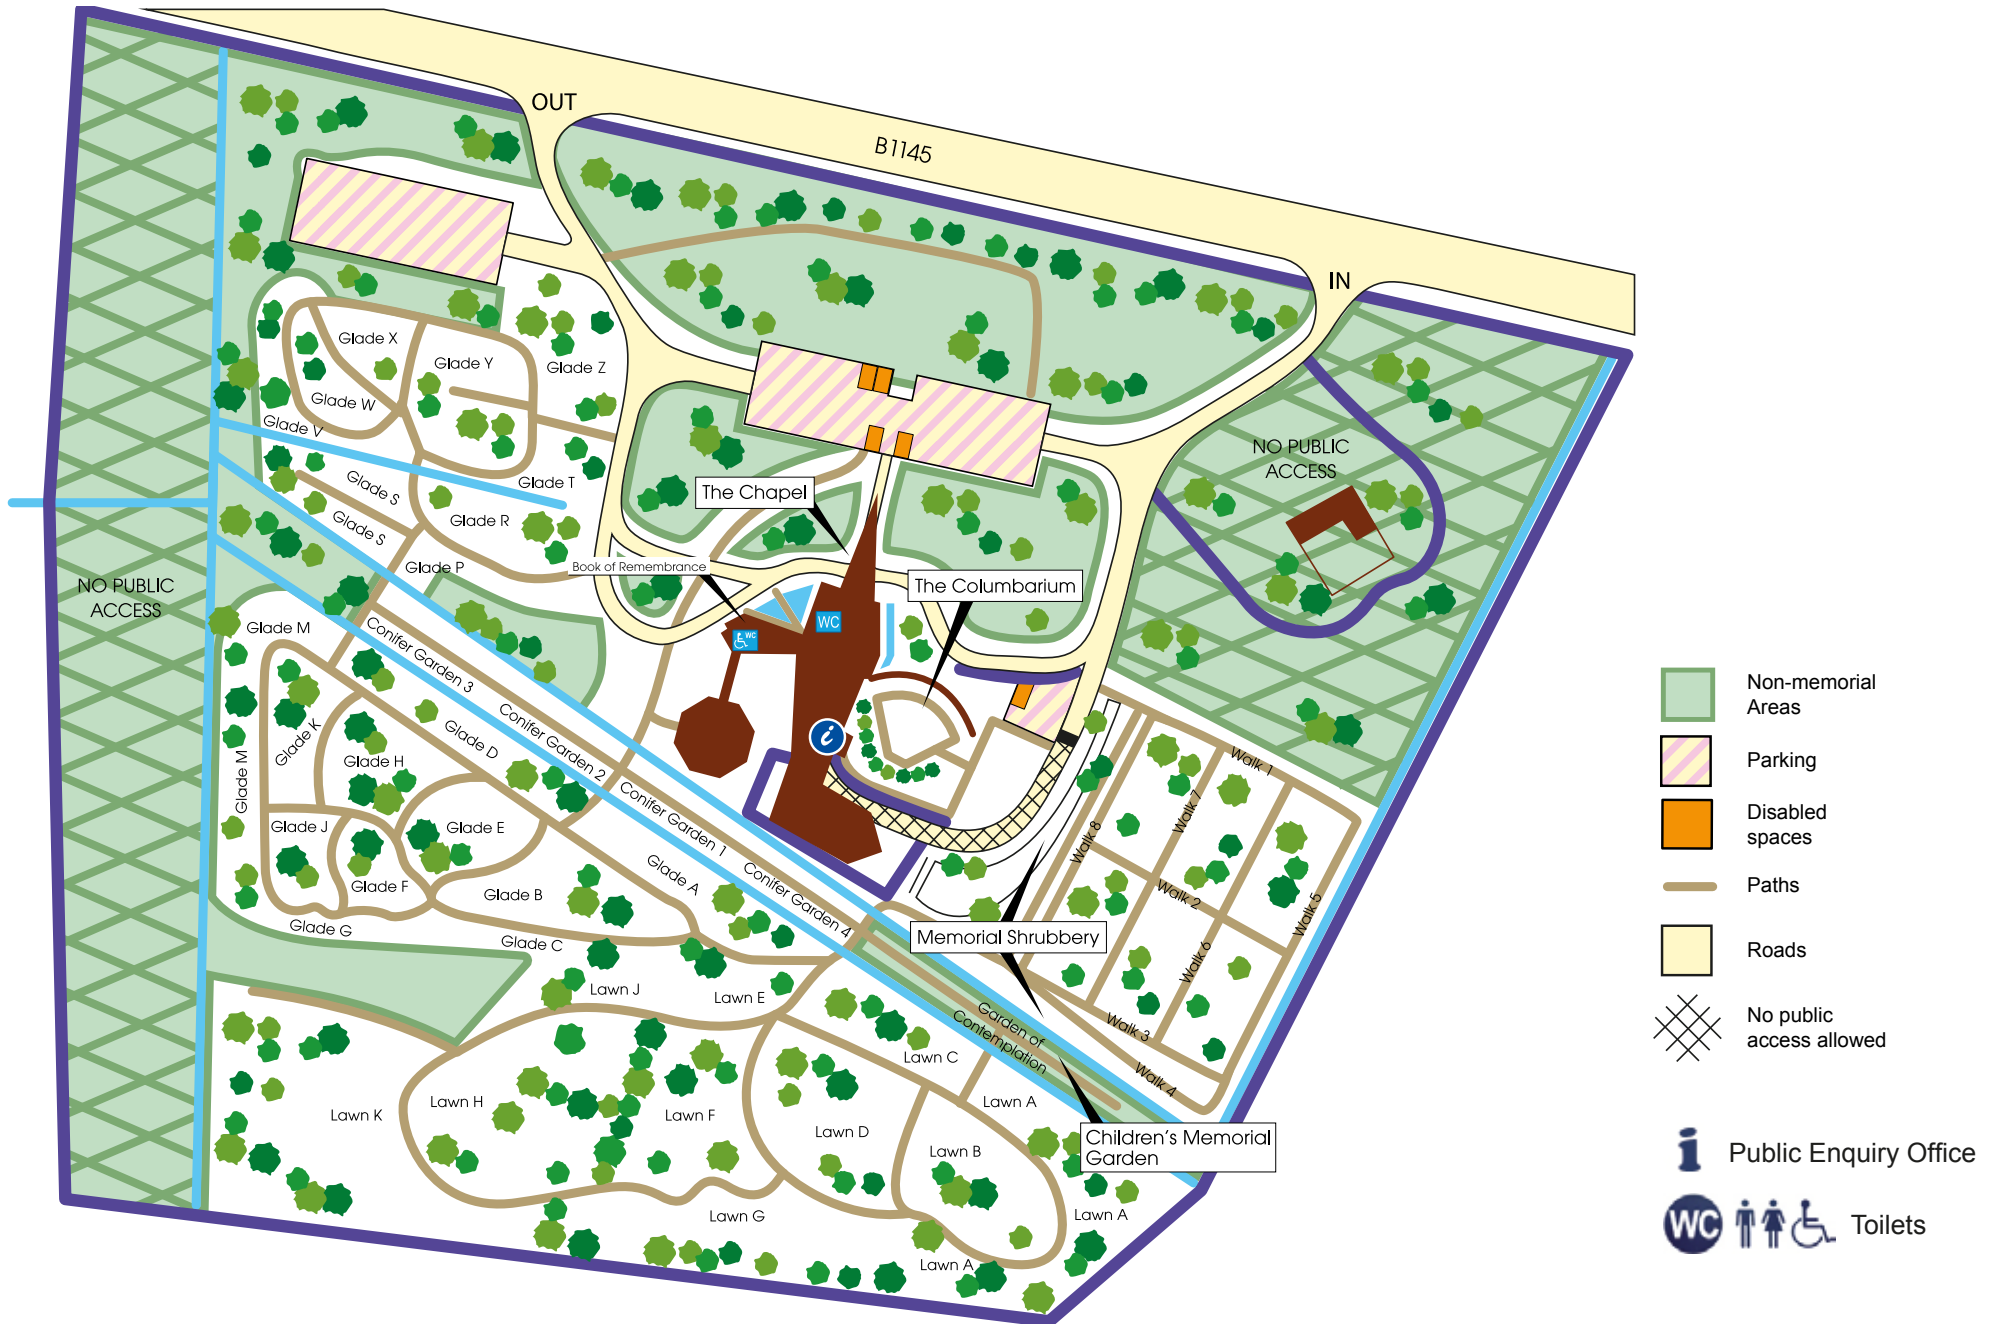 OUT
B1145
IN
Glade X
Glade Y
Glade Z
Glade W
Glade V
Glade T
Glade S
Glade S
Glade R
Glade P
NO PUBLIC
ACCESS
NO PUBLIC
ACCESS
The Chapel
Book of Remembrance
The Columbarium
WC
WC
i
Glade M
Glade M
Glade K
Glade H
Glade D
Glade J
Glade E
Glade F
Glade G
Glade B
Glade C
Glade A
Conifer Garden 3
Conifer Garden 2
Conifer Garden 1
Conifer Garden 4
Walk 1
Walk 7
Walk 8
Walk 2
Walk 5
Walk 6
Walk 3
Walk 4
Memorial Shrubbery
Garden of
Contemplation
Children's Memorial
Garden
Lawn J
Lawn E
Lawn C
Lawn K
Lawn H
Lawn F
Lawn D
Lawn A
Lawn B
Lawn G
Lawn A
Lawn A
Non-memorial
Areas
Parking
Disabled
spaces
Paths
Roads
No public
access allowed
i Public Enquiry Office
WC Toilets